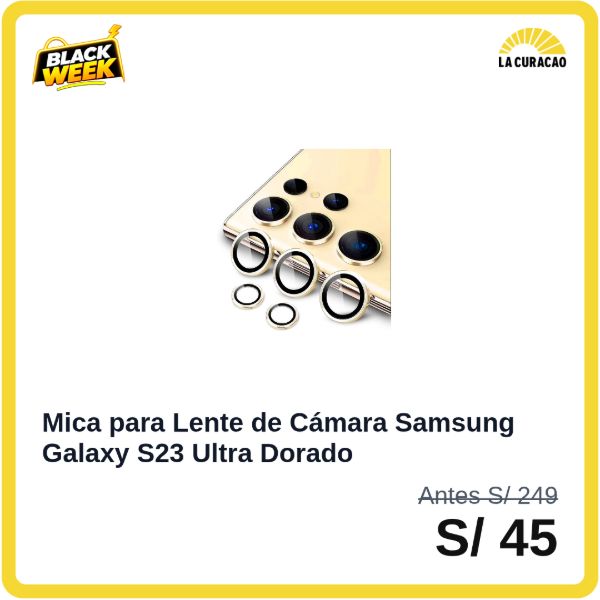 BLACK
WEEK
LA CURACAO
Mica para Lente de Cámara Samsung
Galaxy S23 Ultra Dorado
Antes S/ 249
S/ 45